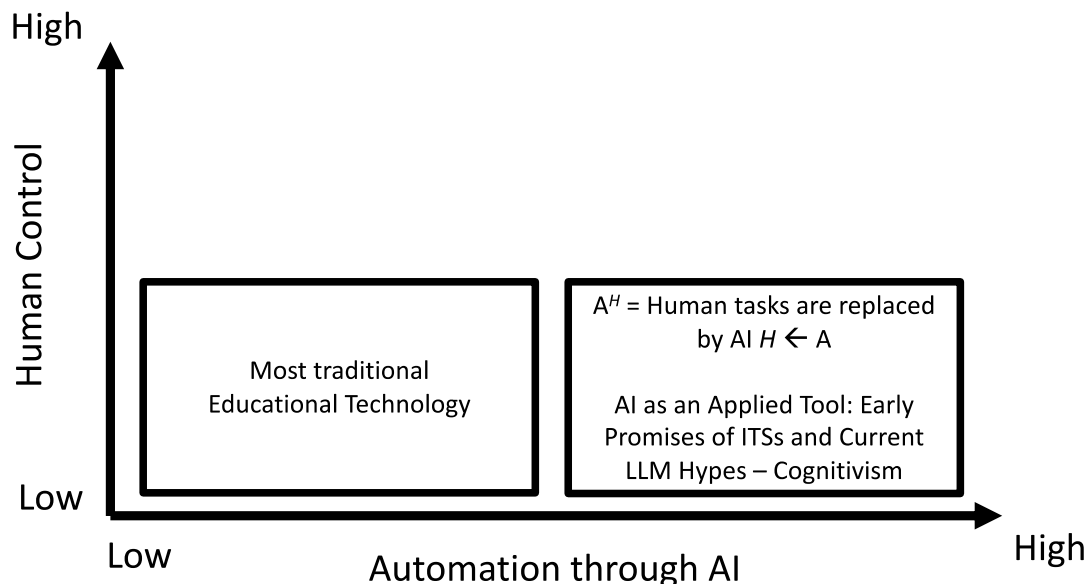 High
Human Control
Most traditional
Educational Technology
Aᴴ = Human tasks are replaced
by AI H ← A
AI as an Applied Tool: Early
Promises of ITSs and Current
LLM Hypes – Cognitivism
Low
Low
Automation through AI
High